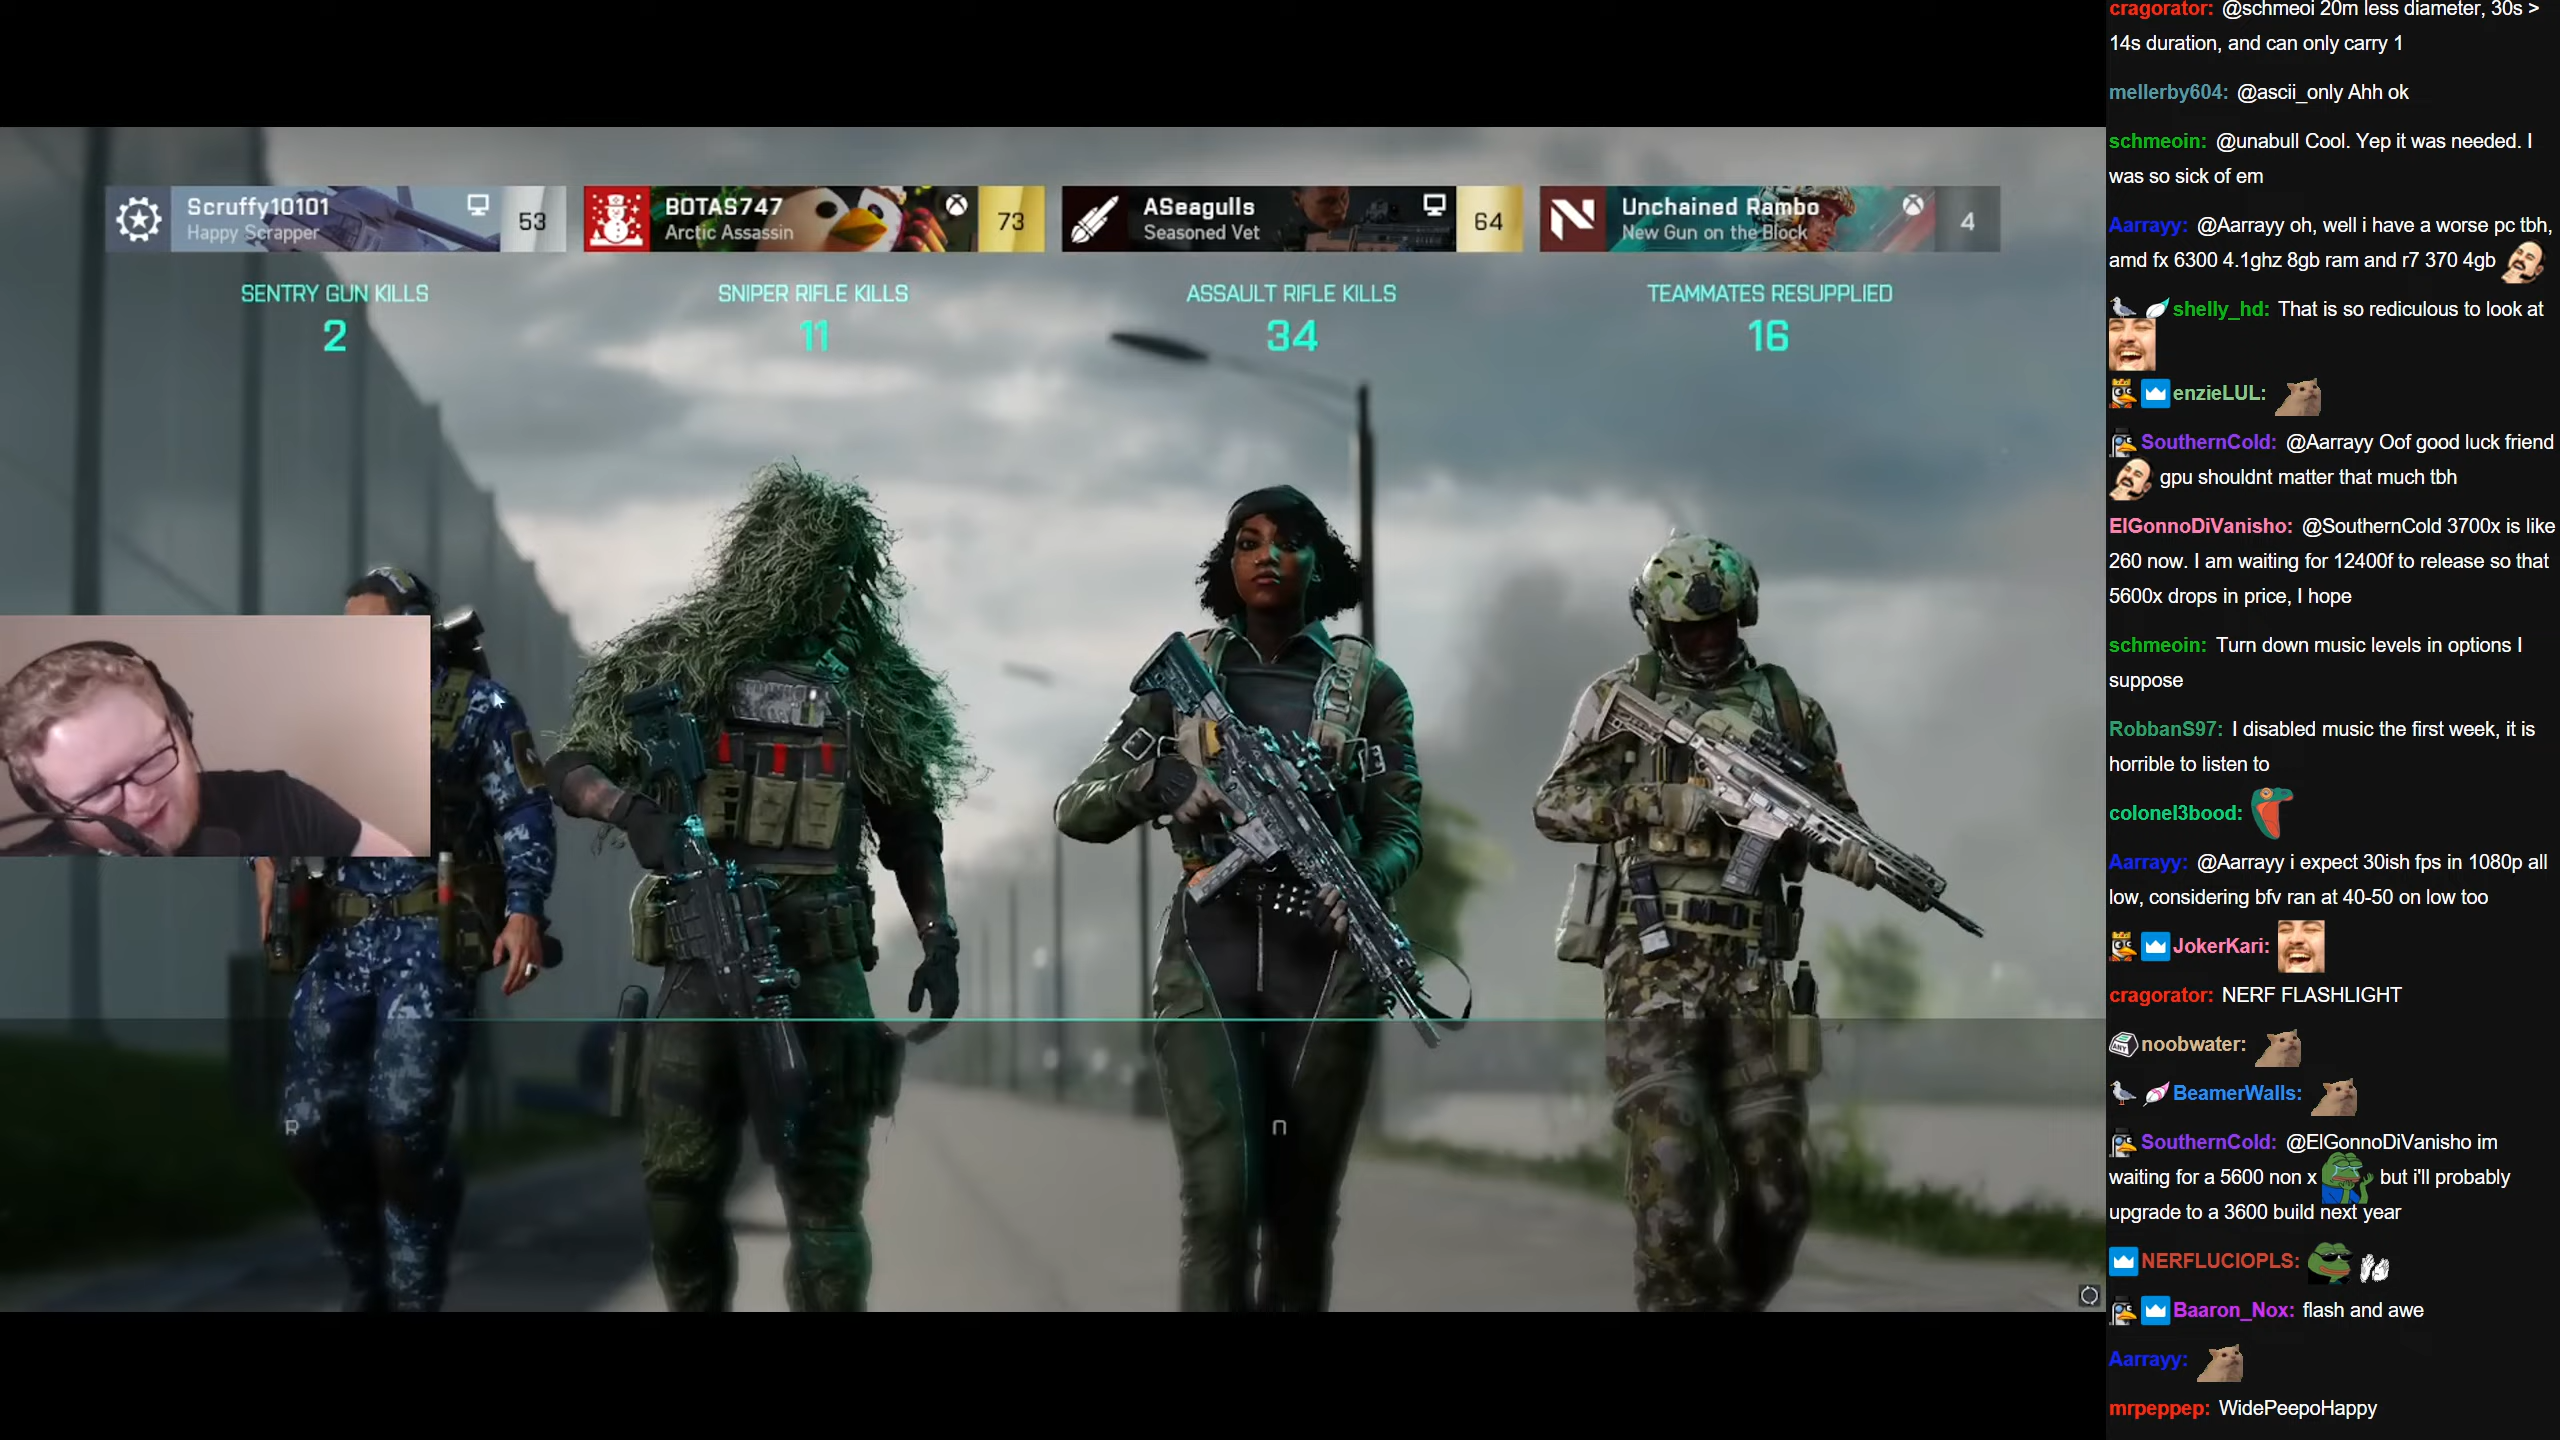 Scruffy10101
Happy Scrapper
53
BOTAS747
Arctic Assassin
73
ASeagulls
Seasoned Vet
64
Unchained Rambo
New Gun on the Block
4
SENTRY GUN KILLS
2
SNIPER RIFLE KILLS
11
ASSAULT RIFLE KILLS
34
TEAMMATES RESUPPLIED
16
R
n
cragorator: @schmeoi 20m less diameter, 30s >
14s duration, and can only carry 1
mellerby604: @ascii_only Ahh ok
schmeoin: @unabull Cool. Yep it was needed. I
was so sick of em
Aarrayy: @Aarrayy oh, well i have a worse pc tbh,
amd fx 6300 4.1ghz 8gb ram and r7 370 4gb
shelly_hd: That is so rediculous to look at
enzieLUL:
SouthernCold: @Aarrayy Oof good luck friend
gpu shouldnt matter that much tbh
ElGonnoDiVanisho: @SouthernCold 3700x is like
260 now. I am waiting for 12400f to release so that
5600x drops in price, I hope
schmeoin: Turn down music levels in options I
suppose
RobbanS97: I disabled music the first week, it is
horrible to listen to
colonel3bood:
Aarrayy: @Aarrayy i expect 30ish fps in 1080p all
low, considering bfv ran at 40-50 on low too
JokerKari:
cragorator: NERF FLASHLIGHT
ANY
noobwater:
BeamerWalls:
SouthernCold: @ElGonnoDiVanisho im
waiting for a 5600 non x but i'll probably
upgrade to a 3600 build next year
NERFLUCIOPLS:
Baaron_Nox: flash and awe
Aarrayy:
mrpeppep: WidePeepoHappy